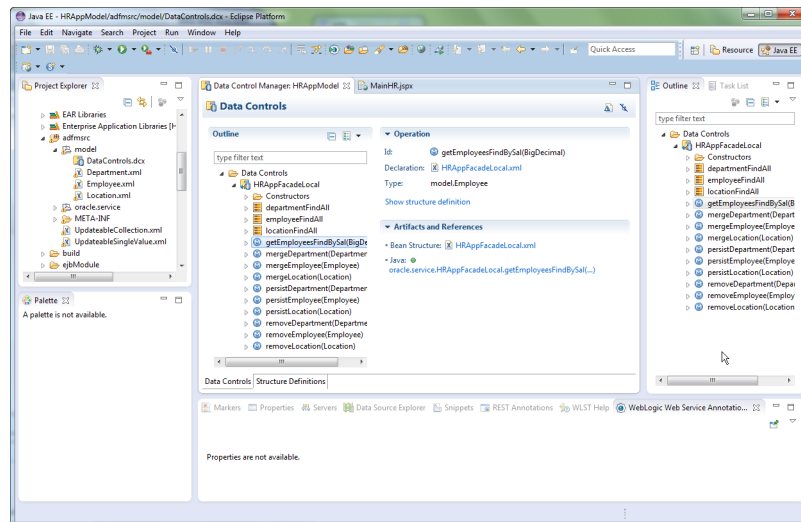 Java EE - HRAppModel/adfmsrc/model/DataControls.dcx - Eclipse Platform
File Edit Navigate Search Project Run Window Help
Quick Access
Resource
Java EE
Project Explorer
EAR Libraries
Enterprise Application Libraries [H
adfmsrc
model
DataControls.dcx
Department.xml
Employee.xml
Location.xml
oracle.service
META-INF
UpdateableCollection.xml
UpdateableSingleValue.xml
build
ejbModule
Palette
A palette is not available.
Data Control Manager: HRAppModel
MainHR.jspx
Data Controls
Outline
type filter text
Data Controls
HRAppFacadeLocal
Constructors
departmentFindAll
employeeFindAll
locationFindAll
getEmployeesFindBySal(BigDe
mergeDepartment(Departmer
mergeEmployee(Employee)
mergeLocation(Location)
persistDepartment(Departmer
persistEmployee(Employee)
persistLocation(Location)
removeDepartment(Departme
removeEmployee(Employee)
removeLocation(Location)
Operation
Id: getEmployeesFindBySal(BigDecimal)
Declaration: HRAppFacadeLocal.xml
Type: model.Employee
Show structure definition
Artifacts and References
• Bean Structure: HRAppFacadeLocal.xml
• Java:
oracle.service.HRAppFacadeLocal.getEmployeesFindBySal(...)
Data Controls
Structure Definitions
Outline
Task List
type filter text
Data Controls
HRAppFacadeLocal
Constructors
departmentFindAll
employeeFindAll
locationFindAll
getEmployeesFindBySal(B
mergeDepartment(Depart
mergeEmployee(Employe
mergeLocation(Location)
persistDepartment(Depart
persistEmployee(Employe
persistLocation(Location)
removeDepartment(Depar
removeEmployee(Employ
removeLocation(Location
Markers
Properties
Servers
Data Source Explorer
Snippets
REST Annotations
WLST Help
WebLogic Web Service Annotatio...
Properties are not available.